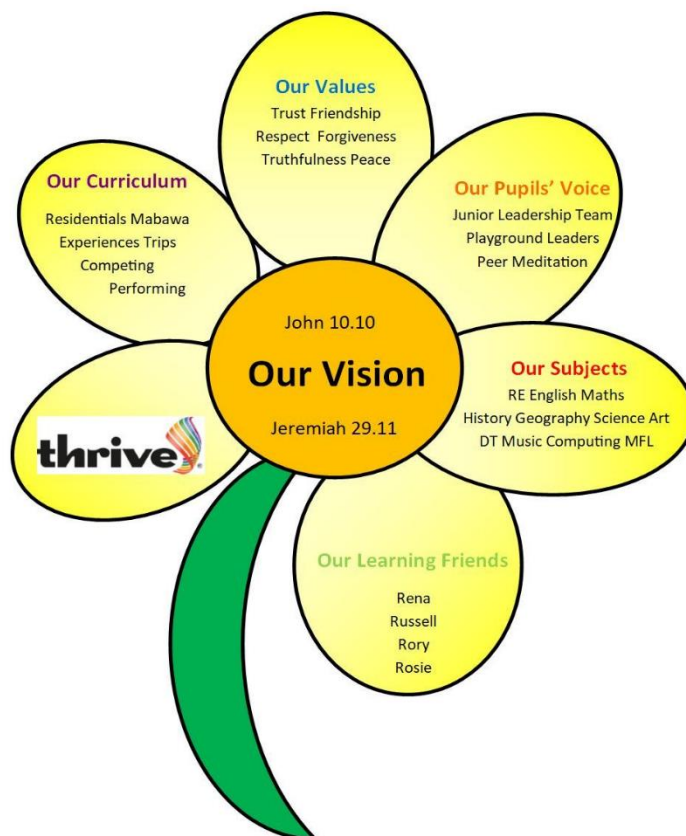 Our Values
Trust Friendship
Respect Forgiveness
Truthfulness Peace
Our Curriculum
Residentials Mabawa
Experiences Trips
Competing
Performing
Our Pupils' Voice
Junior Leadership Team
Playground Leaders
Peer Meditation
John 10.10
Our Vision
Jeremiah 29.11
Our Subjects
RE English Maths
History Geography Science Art
DT Music Computing MFL
thrive
Our Learning Friends
Rena
Russell
Rory
Rosie